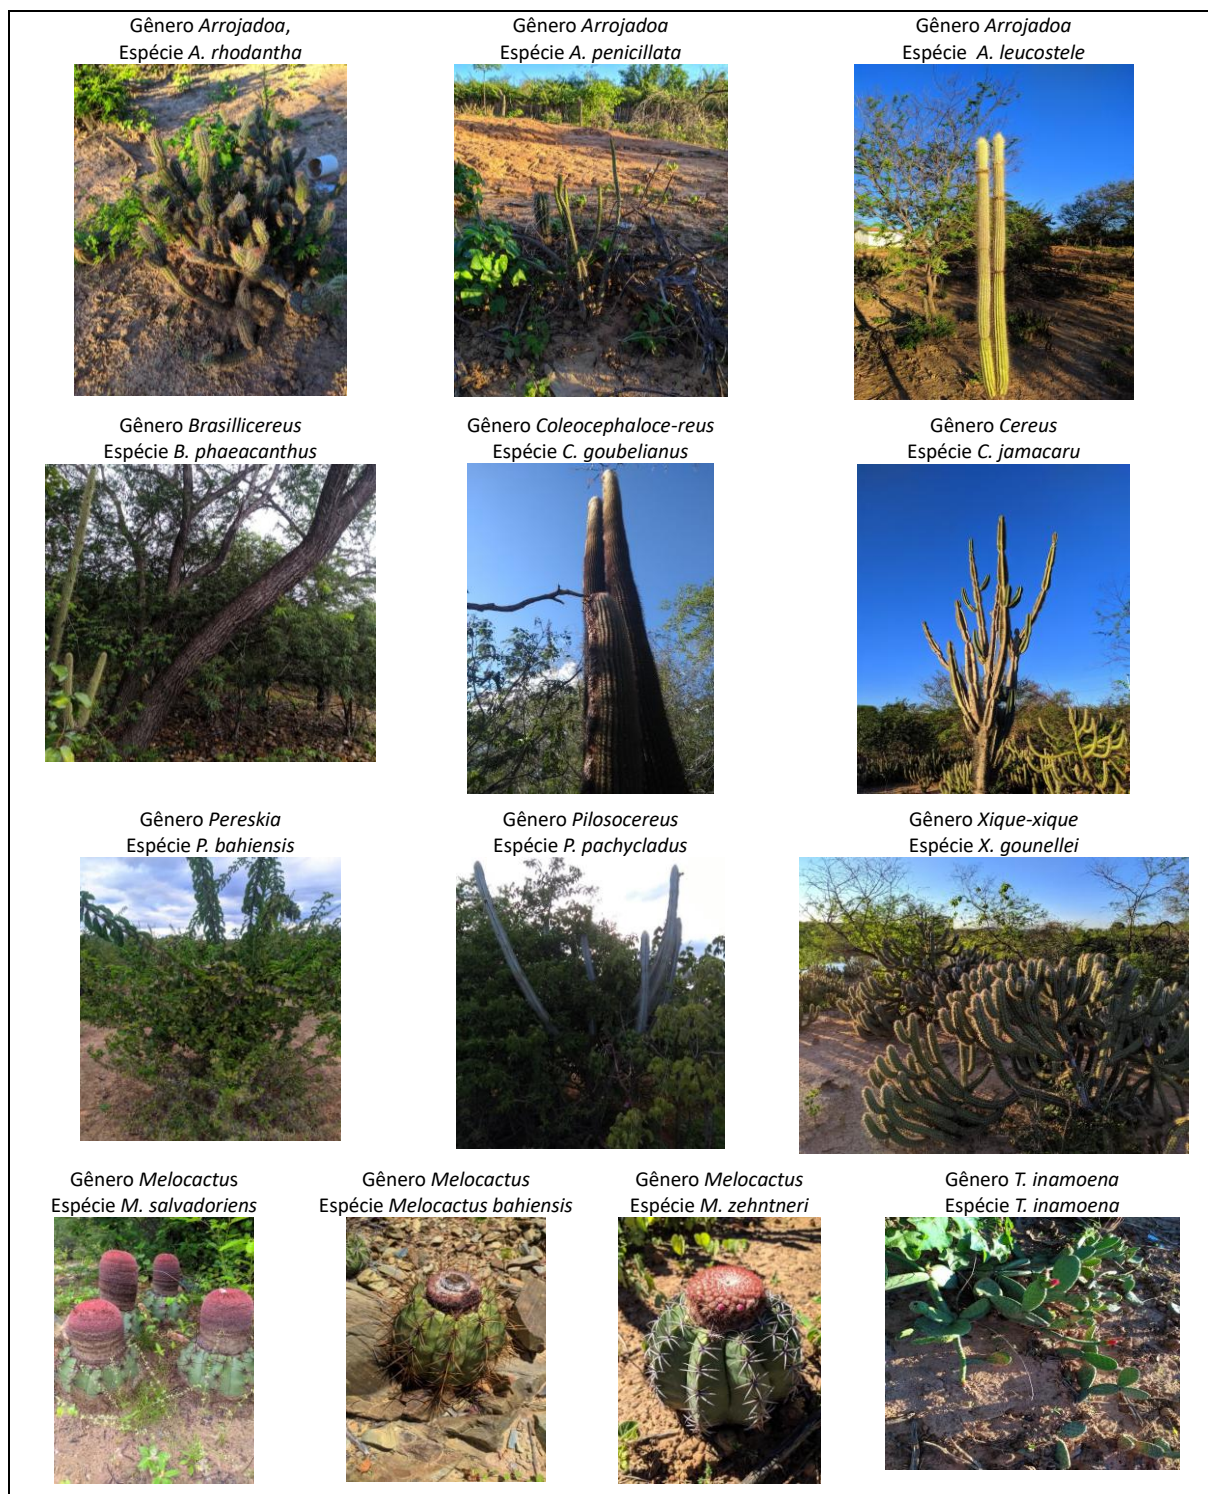 Gênero Arrojadoa,
Espécie A. rhodantha
Gênero Arrojadoa
Espécie A. penicillata
Gênero Arrojadoa
Espécie A. leucostele
Gênero Brasillicereus
Espécie B. phaeacanthus
Gênero Coleocephaloce-reus
Espécie C. goubelianus
Gênero Cereus
Espécie C. jamacaru
Gênero Pereskia
Espécie P. bahiensis
Gênero Pilosocereus
Espécie P. pachycladus
Gênero Xique-xique
Espécie X. gounellei
Gênero Melocactus
Espécie M. salvadoriens
Gênero Melocactus
Espécie Melocactus bahiensis
Gênero Melocactus
Espécie M. zehntneri
Gênero T. inamoena
Espécie T. inamoena